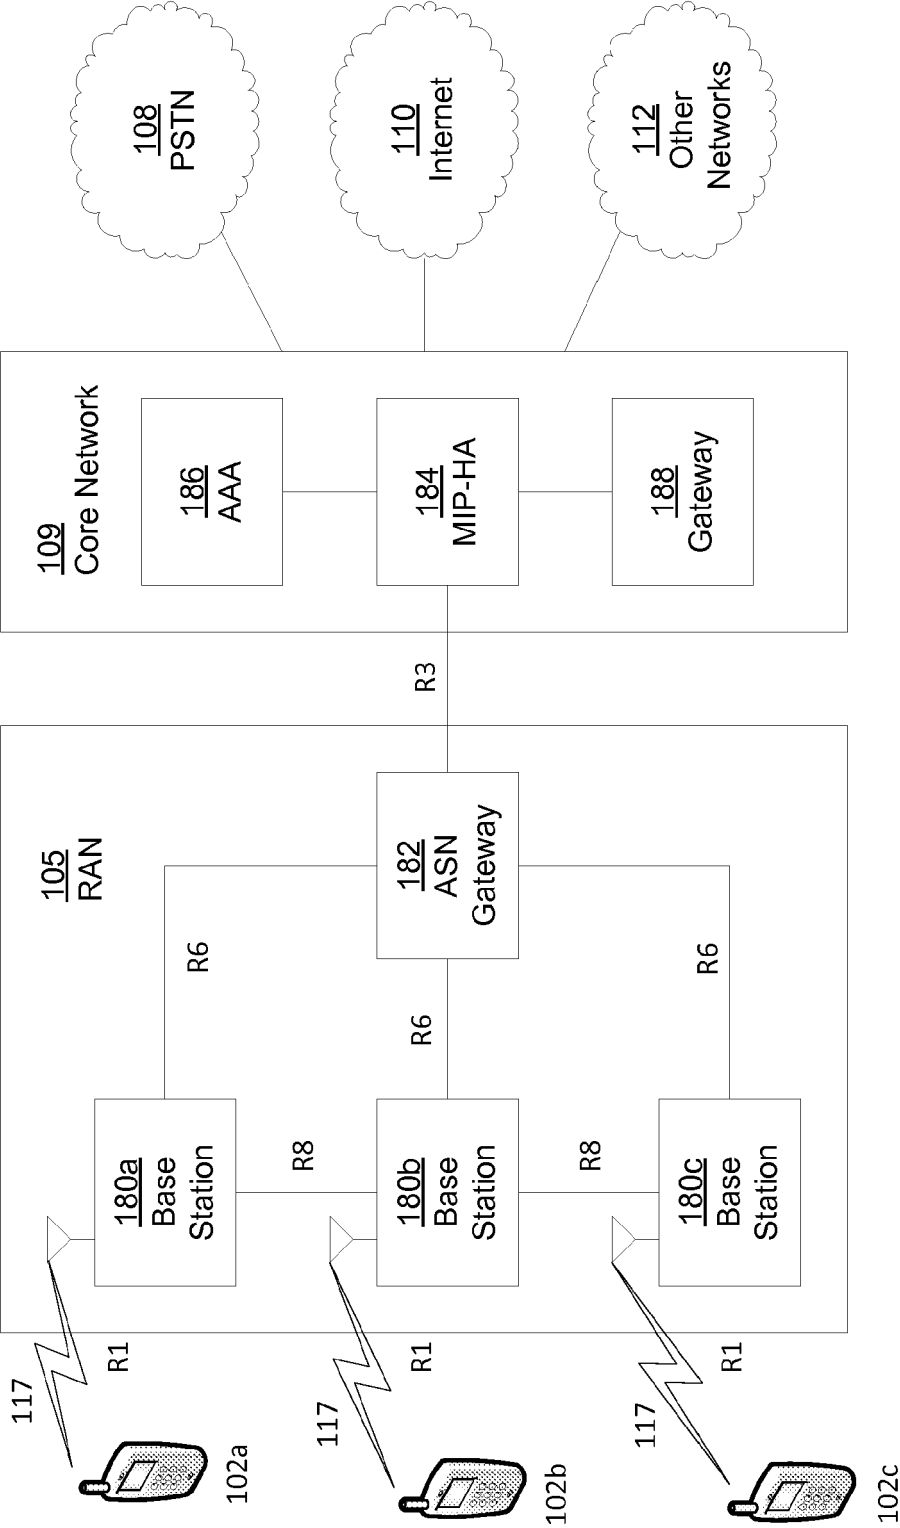 117
102a
R1
180a
Base
Station
R8
R6
105
RAN
117
102b
R1
180b
Base
Station
R8
R6
182
ASN
Gateway
R3
117
102c
R1
180c
Base
Station
R6
109
Core Network
186
AAA
184
MIP-HA
188
Gateway
108
PSTN
110
Internet
112
Other
Networks